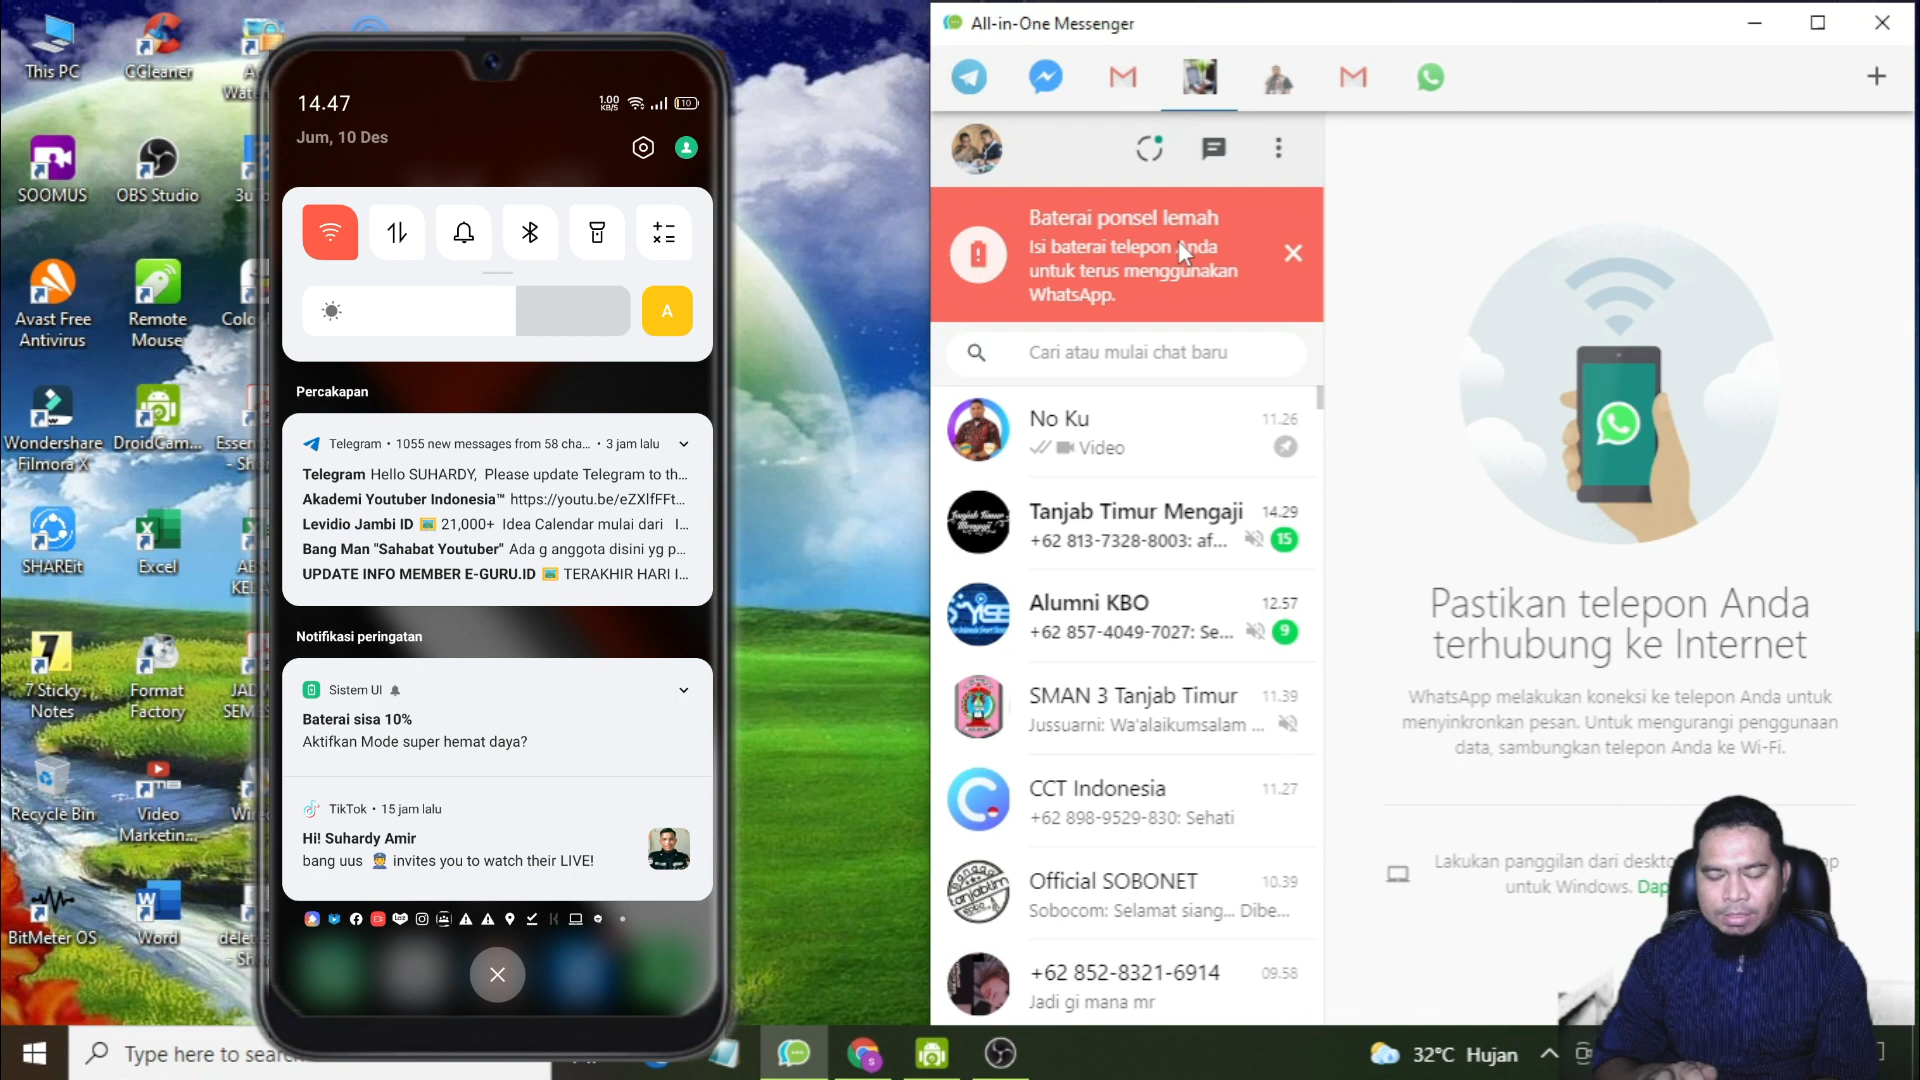 This PC
CCleaner
SOOMUS
OBS Studio
Avast Free
Antivirus
Remote
Mouse
Wondershare
Filmora X
DroidCam...
SHAREit
Excel
7 Sticky
Notes
Format
Factory
Recycle Bin
Video
Marketin...
BitMeter OS
Word
14.47
1.00
KB/S
10
Jum, 10 Des
A
Percakapan
Telegram • 1055 new messages from 58 cha... • 3 jam lalu
Telegram Hello SUHARDY, Please update Telegram to th...
Akademi Youtuber Indonesia™ https://youtu.be/eZXlfFFt...
Levidio Jambi ID 🖼️ 21,000+ Idea Calendar mulai dari I...
Bang Man "Sahabat Youtuber" Ada g anggota disini yg p...
UPDATE INFO MEMBER E-GURU.ID 🖼️ TERAKHIR HARI I...
Notifikasi peringatan
Sistem UI
Baterai sisa 10%
Aktifkan Mode super hemat daya?
TikTok • 15 jam lalu
Hi! Suhardy Amir
bang uus 👮 invites you to watch their LIVE!
All-in-One Messenger
Baterai ponsel lemah
Isi baterai telepon Anda
untuk terus menggunakan
WhatsApp.
Cari atau mulai chat baru
No Ku 11.26
Video
Tanjab Timur Mengaji 14.29
+62 813-7328-8003: af... 15
Alumni KBO 12.57
+62 857-4049-7027: Se... 9
SMAN 3 Tanjab Timur 11.39
Jussuarni: Wa'alaikumsalam ...
CCT Indonesia 11.27
+62 898-9529-830: Sehati
Official SOBONET 10.39
Sobocom: Selamat siang... Dibe...
+62 852-8321-6914 09.58
Jadi gi mana mr
Pastikan telepon Anda
terhubung ke Internet
WhatsApp melakukan koneksi ke telepon Anda untuk
menyinkronkan pesan. Untuk mengurangi penggunaan
data, sambungkan telepon Anda ke Wi-Fi.
Lakukan panggilan dari
untuk Windows.
Type here to
32°C Hujan